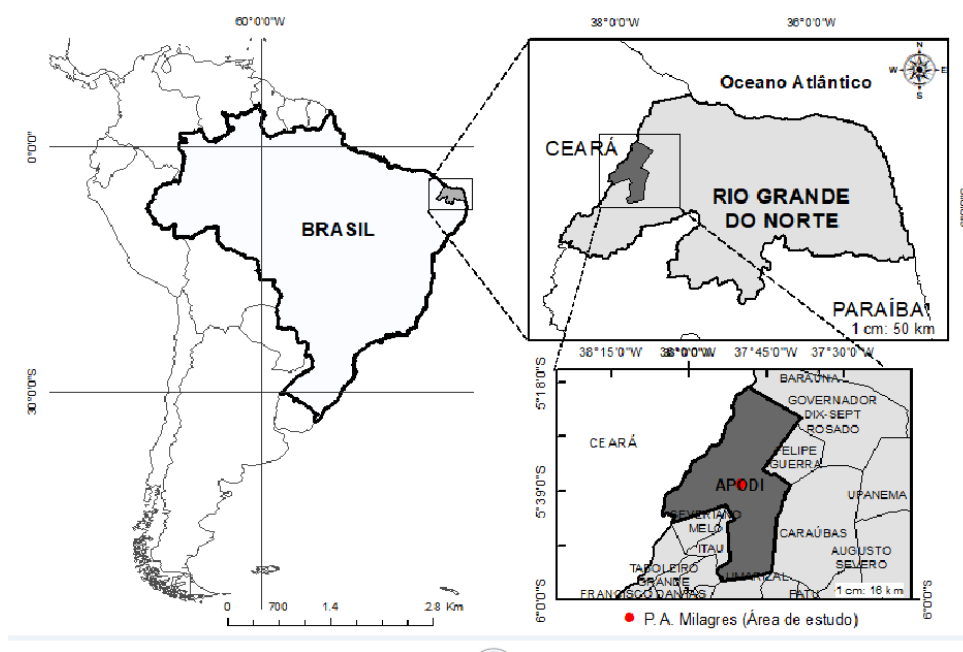 60°0'0"W
0°0'0"
30°0'0"S
BRASIL
0 700 1.4 2.8 Km
38°0'0"W 36°0'0"W
N
W E
S
Oceano Atlântico
CEARÁ
RIO GRANDE
DO NORTE
PARAÍBA
1 cm: 50 km
38°15'0"W 37°45'0"W 37°30'0"W
5°18'0"S
5°39'0"S
6°0'0"S
6°0'0"S
BARAÚNA
GOVERNADOR
DIX-SEPT
ROSADO
CEARÁ
FELIPE
GUERRA
APODI
UPANEMA
SEVERIANO
MELO
CARAÚBAS
ITAU
AUGUSTO
SEVERO
TABOLEIRO
GRANDE
UMARIZAL
FRANCISCO DANTAS
PATU
1 cm: 16 km
P.A. Milagres (Área de estudo)